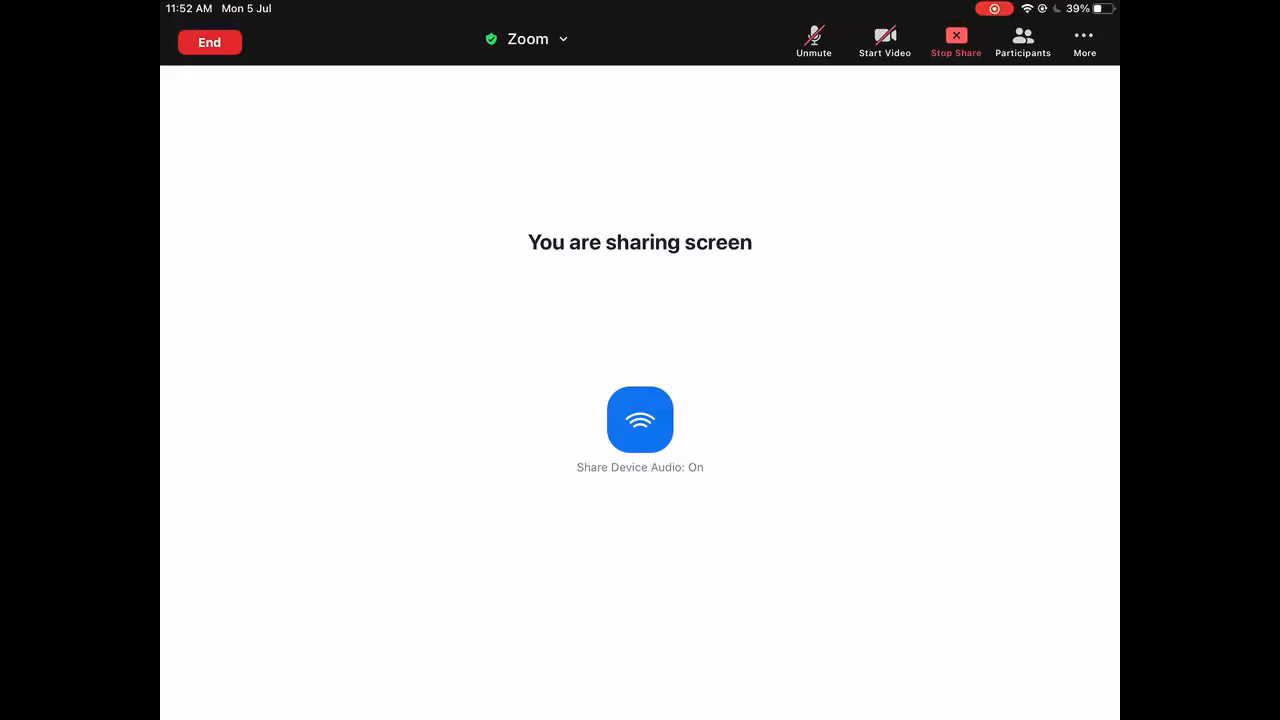 11:52 AM Mon 5 Jul 39%
End Zoom Unmute Start Video Stop Share Participants More
You are sharing screen
Share Device Audio: On